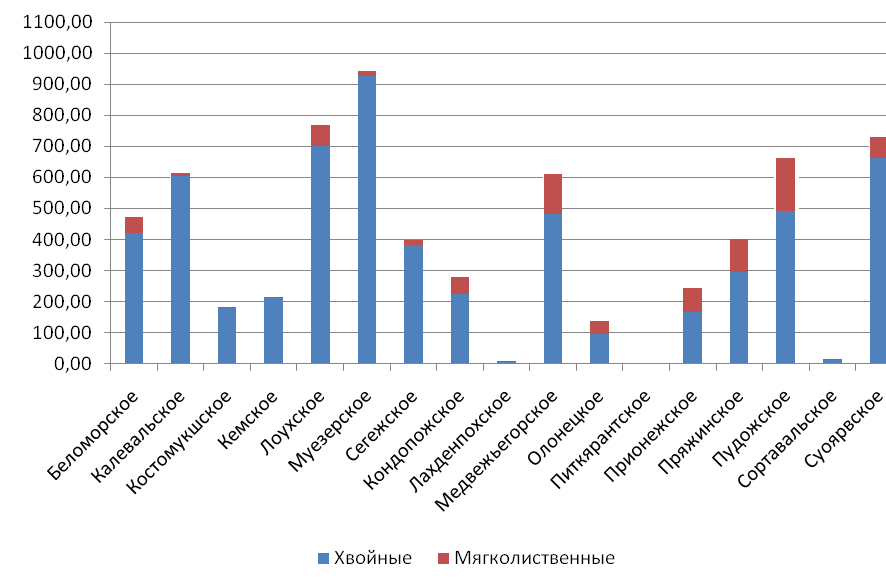 1100,00
1000,00
900,00
800,00
700,00
600,00
500,00
400,00
300,00
200,00
100,00
0,00
Беломорское
Калевальское
Костомукшское
Кемское
Лоухское
Муезерское
Сегежское
Кондопожское
Лахденпохское
Медвежьегорское
Олонецкое
Питкярантское
Прионежское
Пряжинское
Пудожское
Сортавальское
Суоярвское
Хвойные Мягколиственные